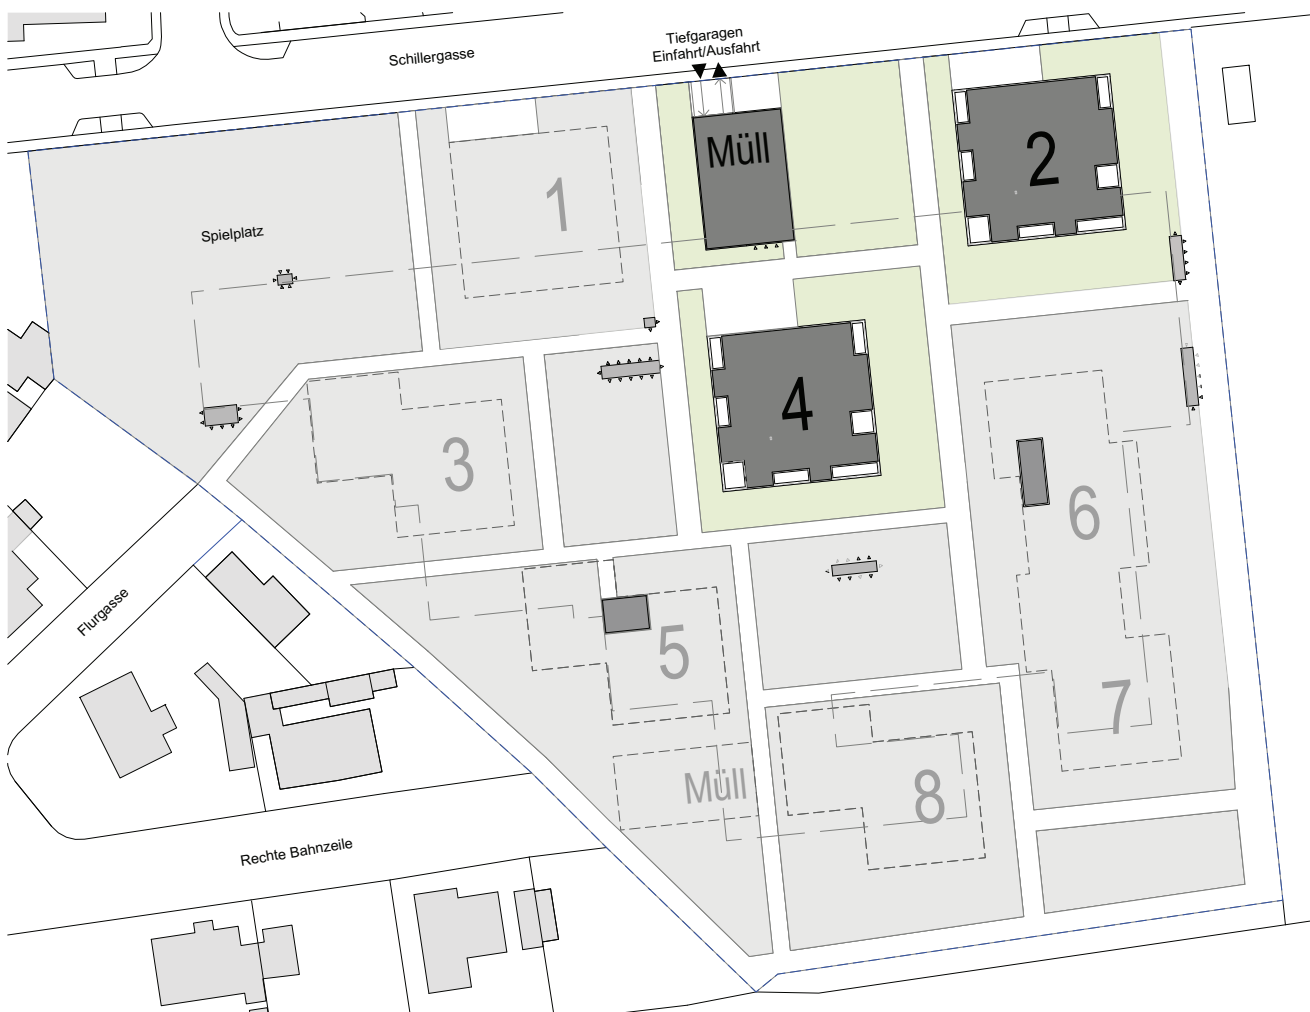 Tiefgaragen
Einfahrt/Ausfahrt
Schillergasse
Müll
2
1
Spielplatz
4
3
6
5
7
Müll
8
Flurgasse
Rechte Bahnzeile